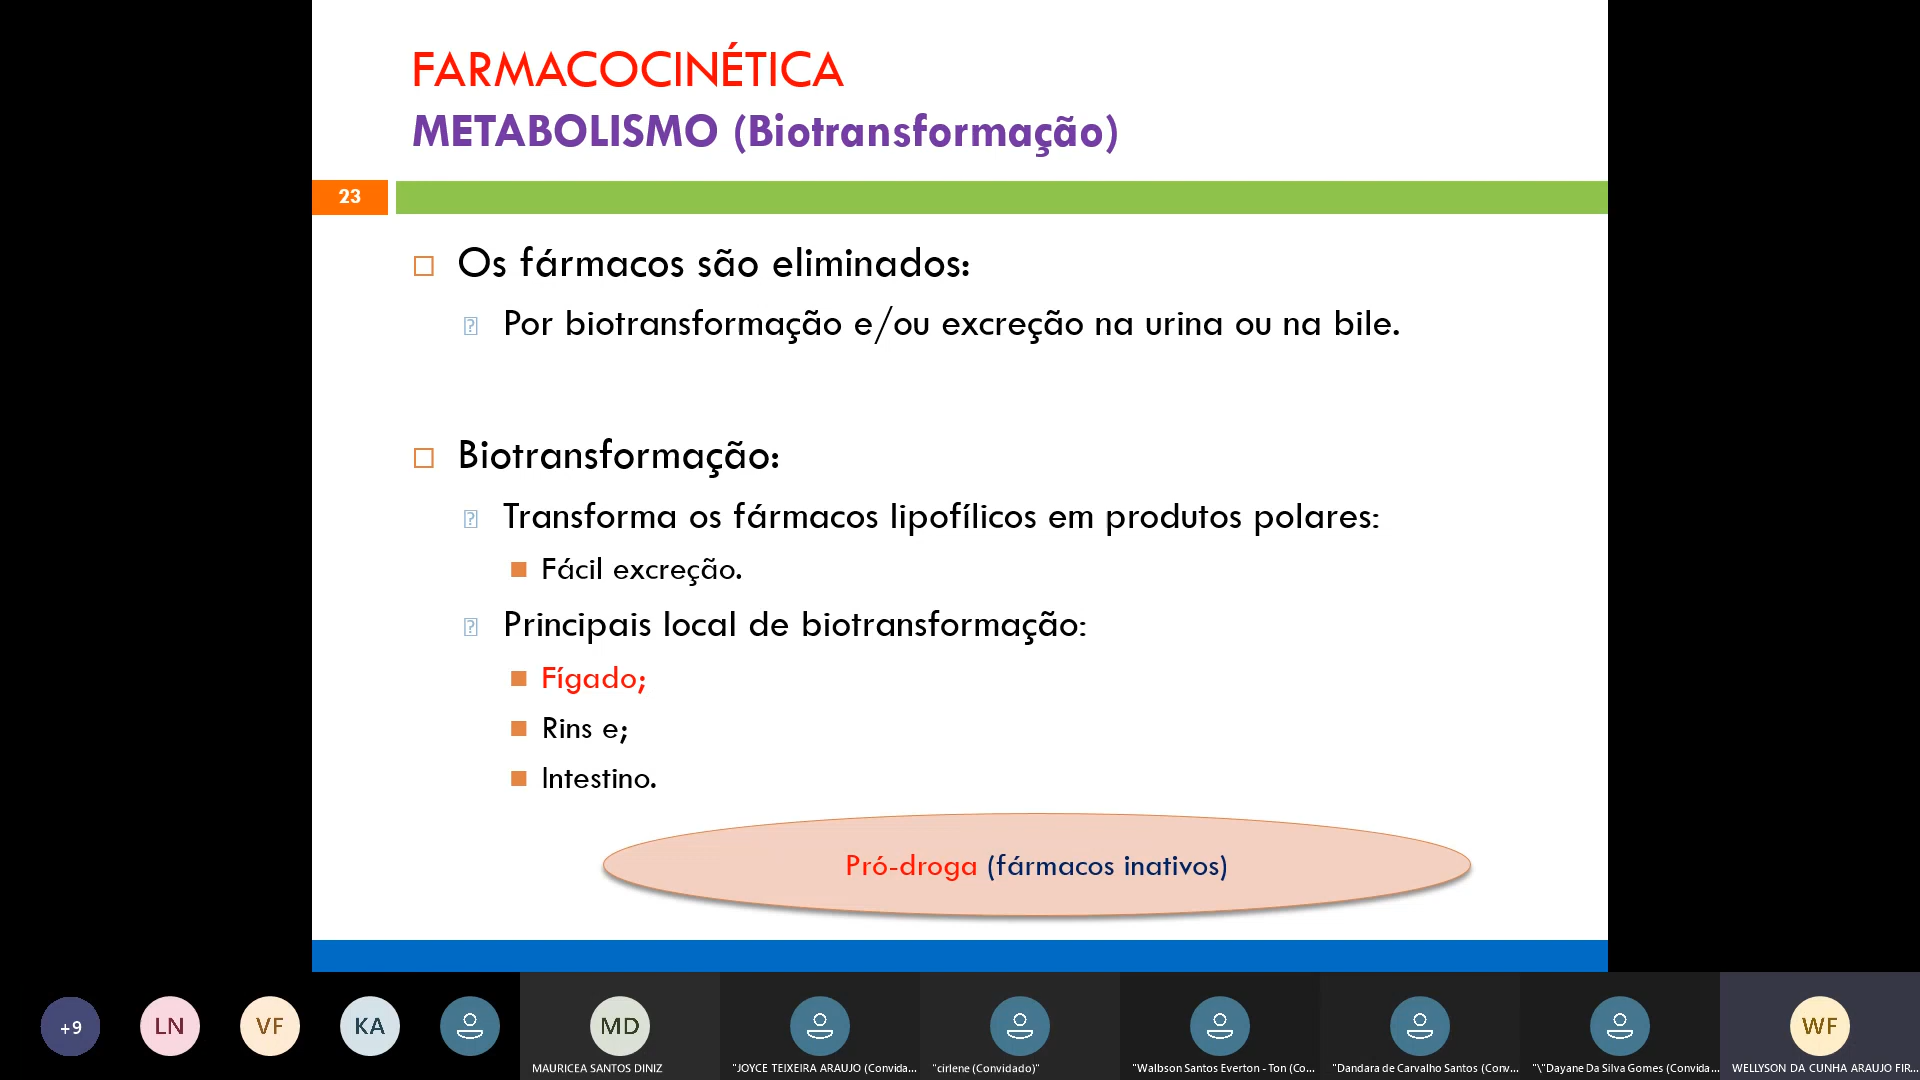 FARMACOCINÉTICA
METABOLISMO (Biotransformação)
23
Os fármacos são eliminados:
Por biotransformação e/ou excreção na urina ou na bile.
Biotransformação:
Transforma os fármacos lipofílicos em produtos polares:
Fácil excreção.
Principais local de biotransformação:
Fígado;
Rins e;
Intestino.
Pró-droga (fármacos inativos)
+9
LN
VF
KA
MD
WF
MAURICEA SANTOS DINIZ
"JOYCE TEIXEIRA ARAUJO (Convida...
"cirlene (Convidado)"
"Walbson Santos Everton - Ton (Co...
"Dandara de Carvalho Santos (Conv...
"\"Dayane Da Silva Gomes (Convida...
WELLYSON DA CUNHA ARAUJO FIR...